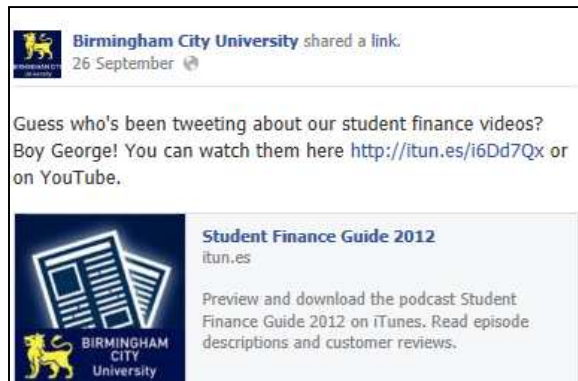 Birmingham City University shared a link.
26 September
Guess who's been tweeting about our student finance videos?
Boy George! You can watch them here http://itun.es/i6Dd7Qx or
on YouTube.
Student Finance Guide 2012
itun.es
Preview and download the podcast Student
Finance Guide 2012 on iTunes. Read episode
descriptions and customer reviews.
BIRMINGHAM
CITY
University